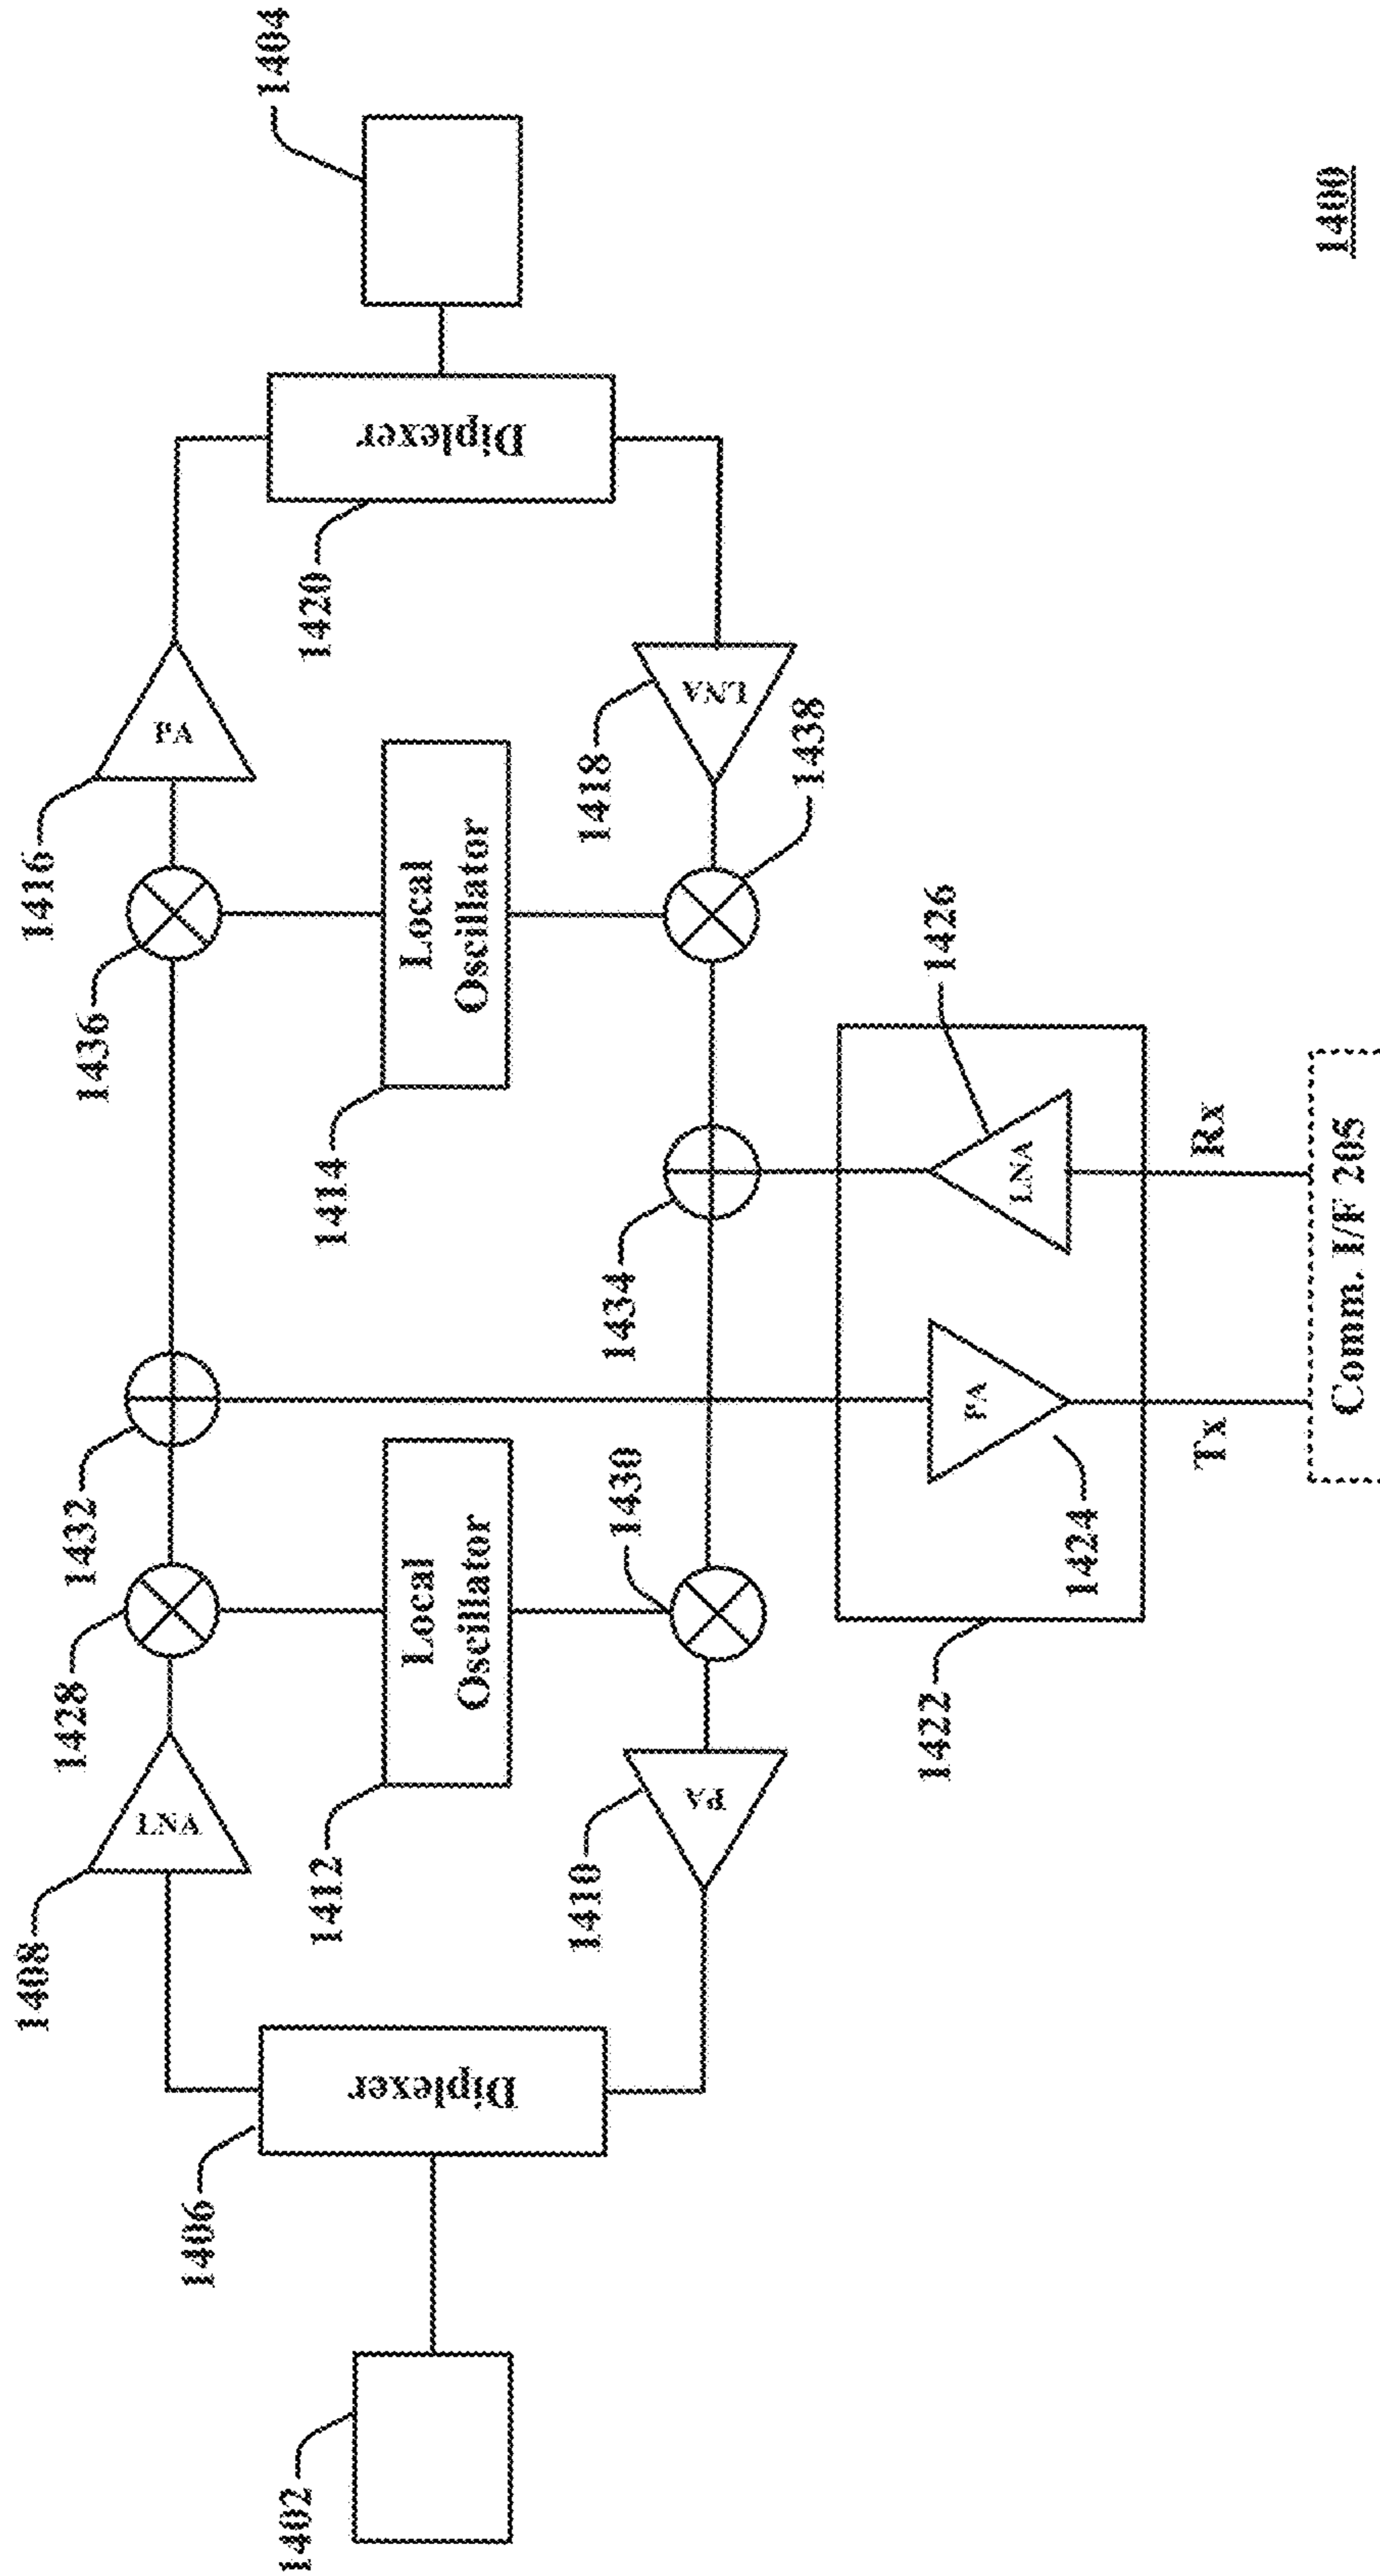 1404
1416
PA
1436
1420
Diplexer
Local
Oscillator
1414
1418
LNA
1438
1432
1434
1426
LNA
Rx
1428
1430
Local
Oscillator
1412
PA
1424
Tx
1422
Comm. I/F 205
1408
LNA
1410
PA
1406
Diplexer
1402
1400